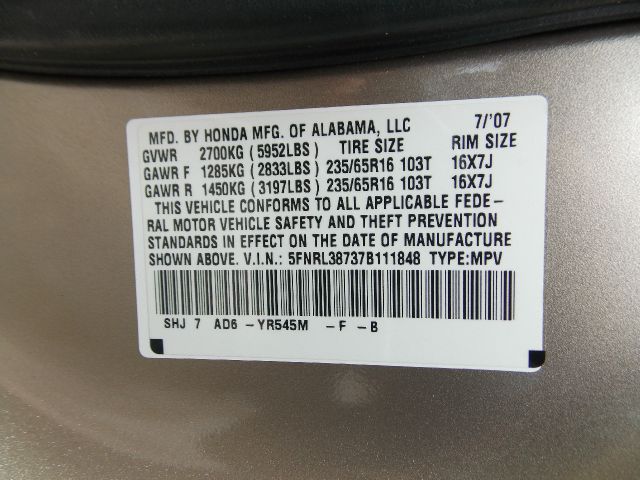 MFD. BY HONDA MFG. OF ALABAMA, LLC 7/'07
GVWR 2700KG (5952LBS) TIRE SIZE RIM SIZE
GAWR F 1285KG (2833LBS) 235/65R16 103T 16X7J
GAWR R 1450KG (3197LBS) 235/65R16 103T 16X7J
THIS VEHICLE CONFORMS TO ALL APPLICABLE FEDE-
RAL MOTOR VEHICLE SAFETY AND THEFT PREVENTION
STANDARDS IN EFFECT ON THE DATE OF MANUFACTURE
SHOWN ABOVE. V.I.N.: 5FNRL38737B111848 TYPE:MPV
SHJ 7 AD6 -YR545M -F -B